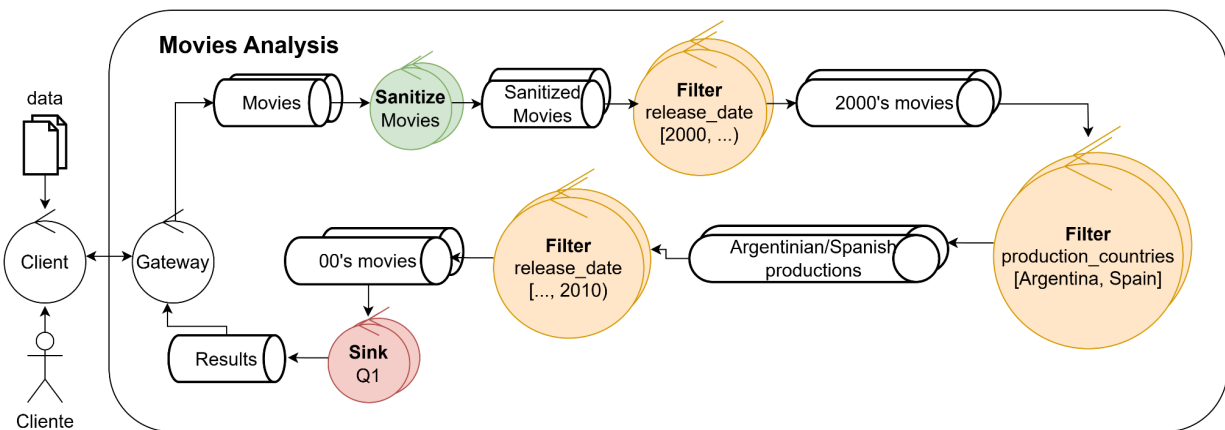 Movies Analysis
data
Client
Cliente
Gateway
Movies
Sanitize
Movies
Sanitized
Movies
Filter
release_date
[2000, ...)
2000's movies
Filter
production_countries
[Argentina, Spain]
Argentinian/Spanish
productions
Filter
release_date
[..., 2010)
00's movies
Sink
Q1
Results